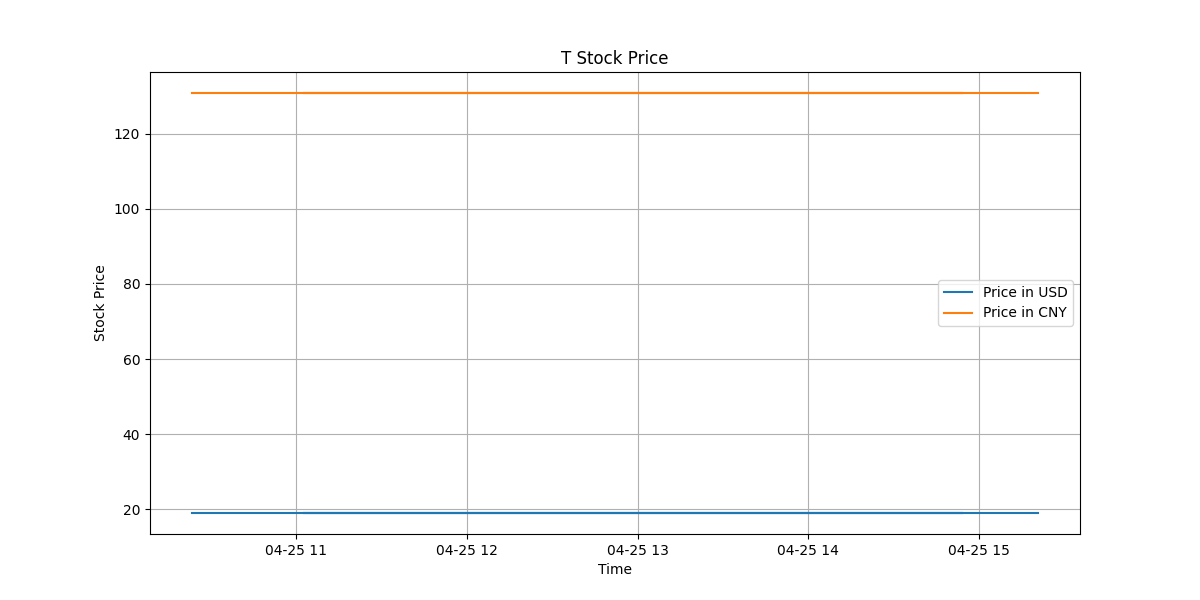 T Stock Price
120
100
80
60
40
20
Stock Price
Price in USD
Price in CNY
04-25 11
04-25 12
04-25 13
04-25 14
04-25 15
Time